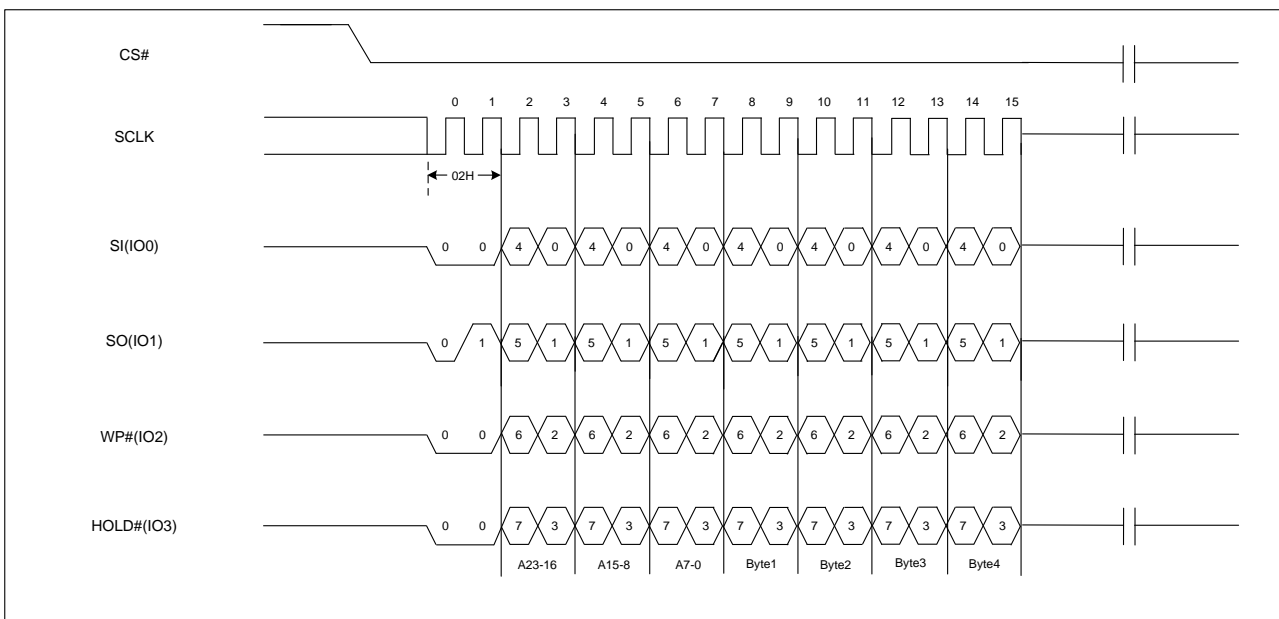 CS#
0 1 2 3 4 5 6 7 8 9 10 11 12 13 14 15
SCLK
02H
SI(IO0) 0 0 4 0 4 0 4 0 4 0 4 0 4 0 4 0
SO(IO1) 0 1 5 1 5 1 5 1 5 1 5 1 5 1 5 1
WP#(IO2) 0 0 6 2 6 2 6 2 6 2 6 2 6 2 6 2
HOLD#(IO3) 0 0 7 3 7 3 7 3 7 3 7 3 7 3 7 3
A23-16 A15-8 A7-0 Byte1 Byte2 Byte3 Byte4